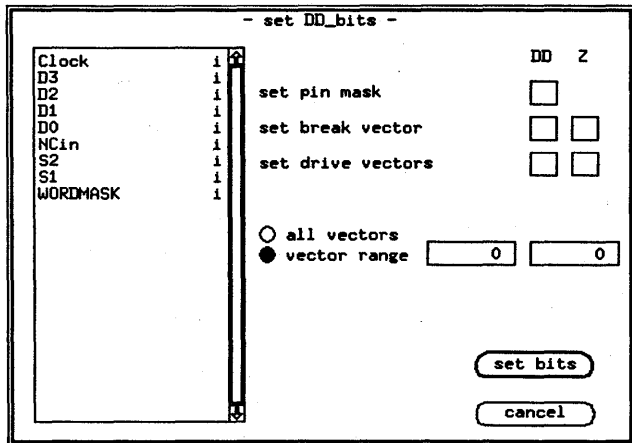 - set DD_bits -
Clock i
D3 i
D2 i
D1 i
D0 i
NCin i
S2 i
S1 i
WORDMASK i
DD Z
set pin mask
set break vector
set drive vectors
all vectors
vector range 0 0
set bits
cancel